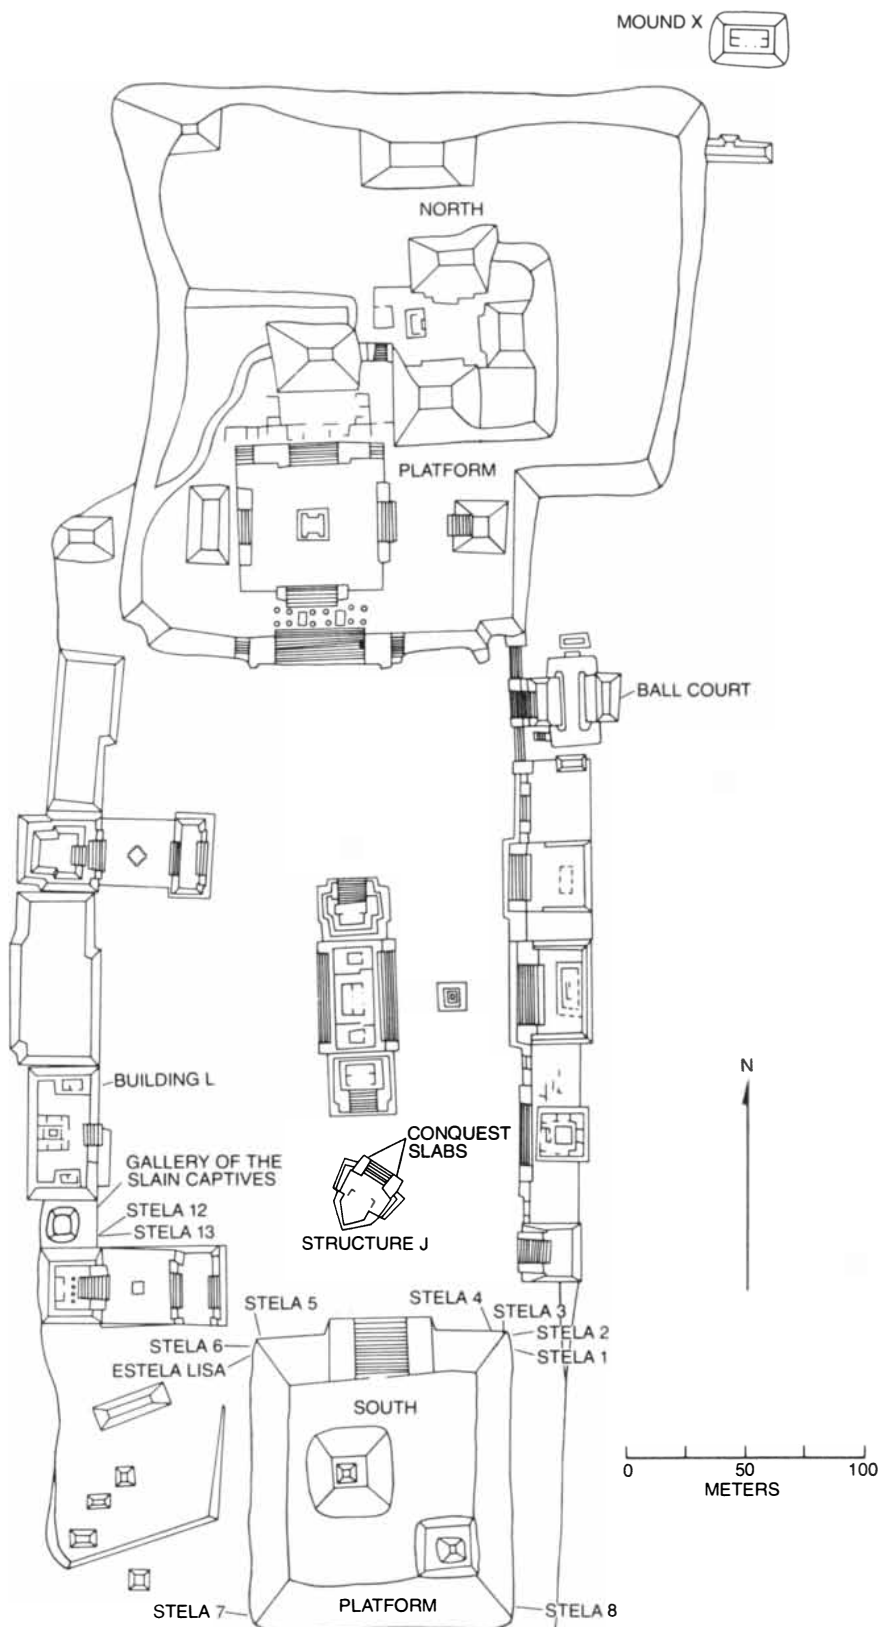 MOUND X
NORTH
PLATFORM
BALL COURT
N
BUILDING L
CONQUEST
SLABS
GALLERY OF THE
SLAIN CAPTIVES
STELA 12
STELA 13
STRUCTURE J
STELA 5
STELA 4
STELA 3
STELA 6
STELA 2
ESTELA LISA
STELA 1
SOUTH
0 50 100
METERS
STELA 7
PLATFORM
STELA 8